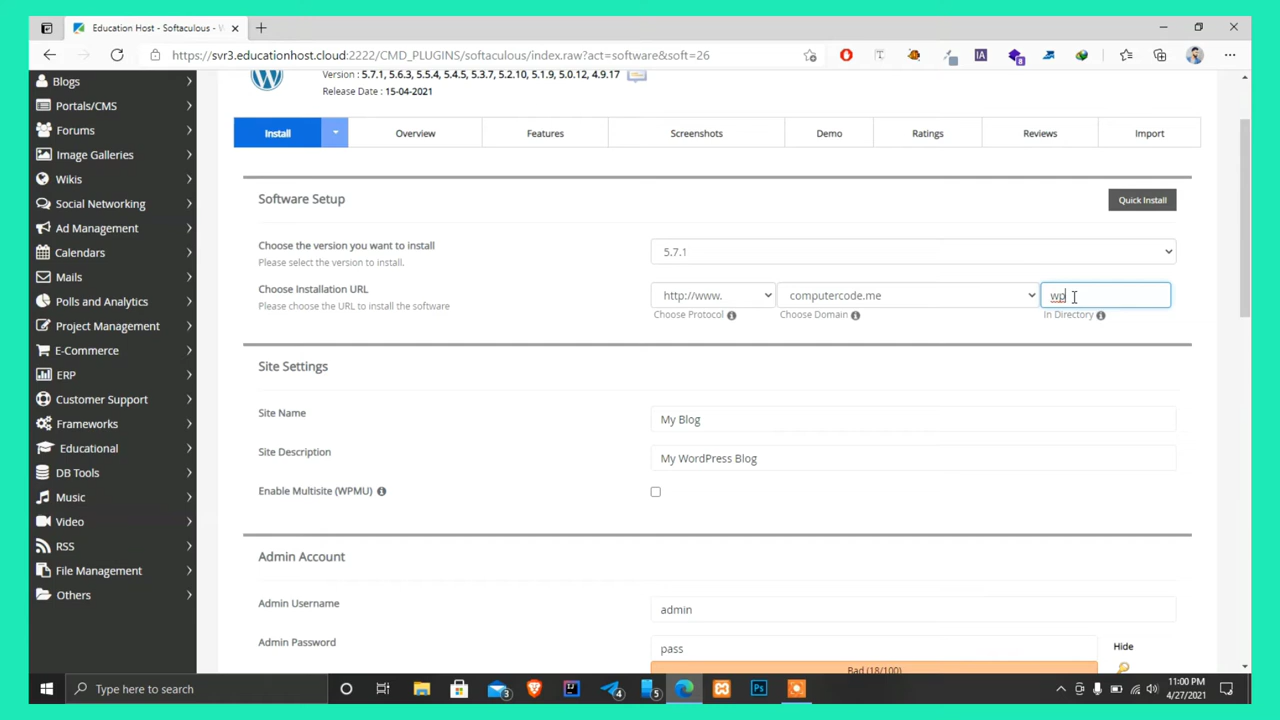 Education Host - Softaculous - W
https://svr3.educationhost.cloud:2222/CMD_PLUGINS/softaculous/index.raw?act=software&soft=26
IA
8
Blogs
Portals/CMS
Forums
Image Galleries
Wikis
Social Networking
Ad Management
Calendars
Mails
Polls and Analytics
Project Management
E-Commerce
ERP
Customer Support
Frameworks
Educational
DB Tools
Music
Video
RSS
File Management
Others
Version : 5.7.1, 5.6.3, 5.5.4, 5.4.5, 5.3.7, 5.2.10, 5.1.9, 5.0.12, 4.9.17
Release Date : 15-04-2021
Install Overview Features Screenshots Demo Ratings Reviews Import
Software Setup Quick Install
Choose the version you want to install 5.7.1
Please select the version to install.
Choose Installation URL http://www. computercode.me wp
Please choose the URL to install the software Choose Protocol Choose Domain In Directory
Site Settings
Site Name My Blog
Site Description My WordPress Blog
Enable Multisite (WPMU)
Admin Account
Admin Username admin
Admin Password pass Hide
Bad (18/100)
Type here to search 3 4 5 Ps 11:00 PM
4/27/2021